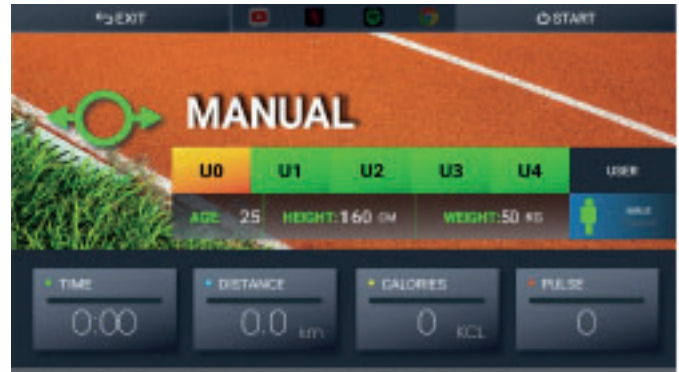 EXIT
START
MANUAL
U0 U1 U2 U3 U4 USER
AGE: 25 HEIGHT:160 CM WEIGHT:50 KG
TIME DISTANCE CALORIES PULSE
0:00 0.0 km 0 KCL 0